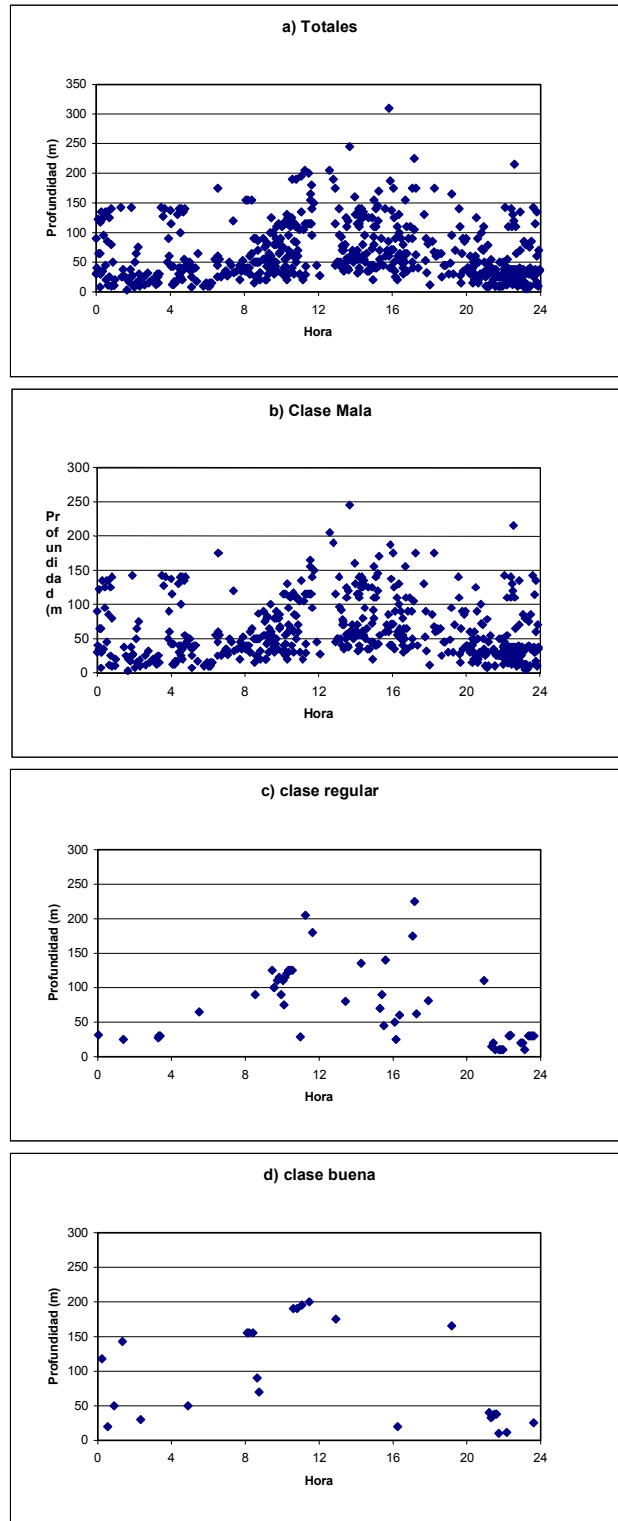 a) Totales
Profundidad (m)
350
300
250
200
150
100
50
0
0 4 8 12 16 20 24
Hora
b) Clase Mala
Pr
of
un
di
da
d
(m
300
250
200
150
100
50
0
0 4 8 12 16 20 24
Hora
c) clase regular
Profundidad (m)
300
250
200
150
100
50
0
0 4 8 12 16 20 24
Hora
d) clase buena
Profundidad (m)
300
250
200
150
100
50
0
0 4 8 12 16 20 24
Hora